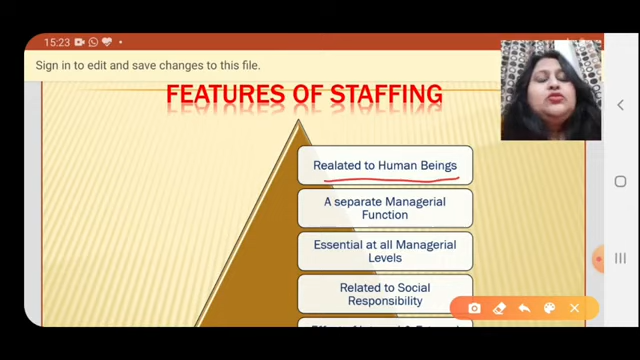 15:23
Sign in to edit and save changes to this file.
FEATURES OF STAFFING
Realated to Human Beings
A separate Managerial
Function
Essential at all Managerial
Levels
Related to Social
Responsibility